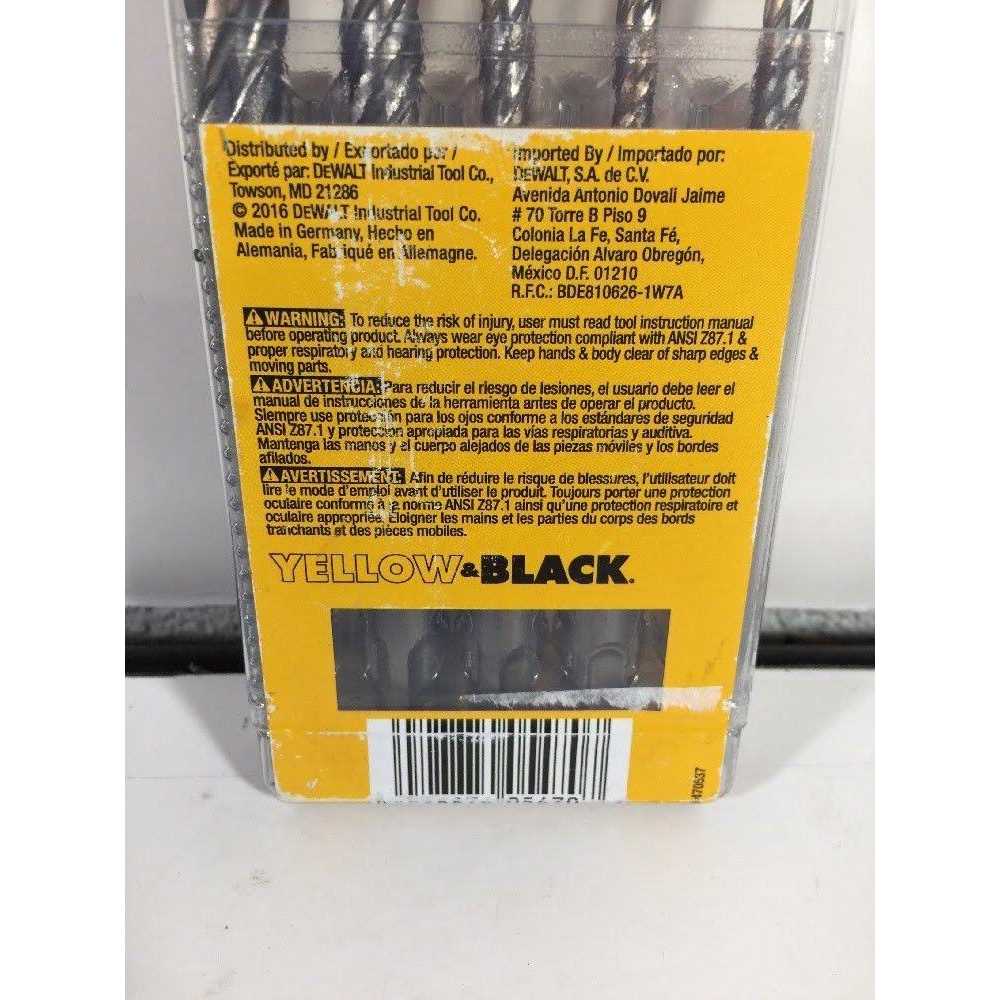 Distributed by / Exportado por /
Exporté par: DEWALT Industrial Tool Co.,
Towson, MD 21286
© 2016 DEWALT Industrial Tool Co.
Made in Germany, Hecho en
Alemania, Fabriqué en Allemagne.
Imported By / Importado por:
DEWALT, S.A. de C.V.
Avenida Antonio Dovali Jaime
# 70 Torre B Piso 9
Colonia La Fe, Santa Fé,
Delegación Alvaro Obregón,
México D.F. 01210
R.F.C.: BDE810626-1W7A
WARNING: To reduce the risk of injury, user must read tool instruction manual
before operating product. Always wear eye protection compliant with ANSI Z87.1 &
proper respiratory and hearing protection. Keep hands & body clear of sharp edges &
moving parts.
ADVERTENCIA: Para reducir el riesgo de lesiones, el usuario debe leer el
manual de instrucciones de la herramienta antes de operar el producto.
Siempre use protección para los ojos conforme a los estándares de seguridad
ANSI Z87.1 y protección apropiada para las vías respiratorias y auditiva.
Mantenga las manos y el cuerpo alejados de las piezas móviles y los bordes
afilados.
AVERTISSEMENT: Afin de réduire le risque de blessures, l'utilisateur doit
lire le mode d'emploi avant d'utiliser le produit. Toujours porter une protection
oculaire conforme à la norme ANSI Z87.1 ainsi qu'une protection respiratoire et
oculaire appropriée. Éloigner les mains et les parties du corps des bords
tranchants et des pièces mobiles.
YELLOW & BLACK.
470537